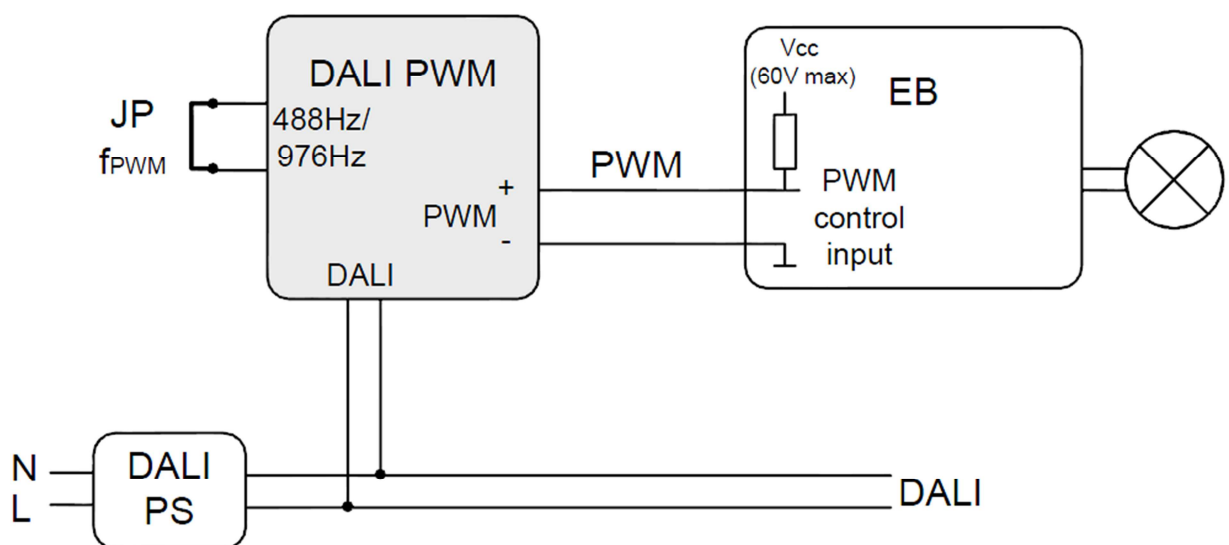 DALI PWM
JP
fPWM
488Hz/
976Hz
+
PWM
-
DALI
PWM
Vcc
(60V max)
EB
PWM
control
input
N
L
DALI
PS
DALI